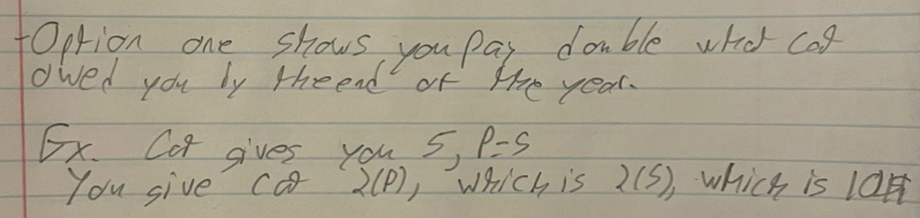 -Option one shows you pay double what cat
owed you by the end of the year.
Ex. Cat gives you 5, P=5
You give cat 2(P), which is 2(5), which is 10